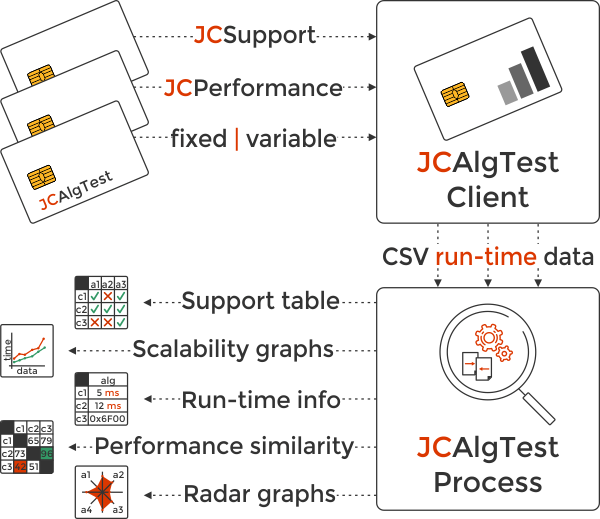 JCSupport
JCPerformance
fixed | variable
JCAlgTest
JCAlgTest
Client
CSV run-time data
a1 a2 a3
c1
c2
c3
Support table
time
data
Scalability graphs
alg
c1 5 ms
c2 12 ms
c3 0x6F00
Run-time info
c1 c2 c3
c1 65 79
c2 73 96
c3 42 51
Performance similarity
a1 a2
a4 a3
Radar graphs
JCAlgTest
Process